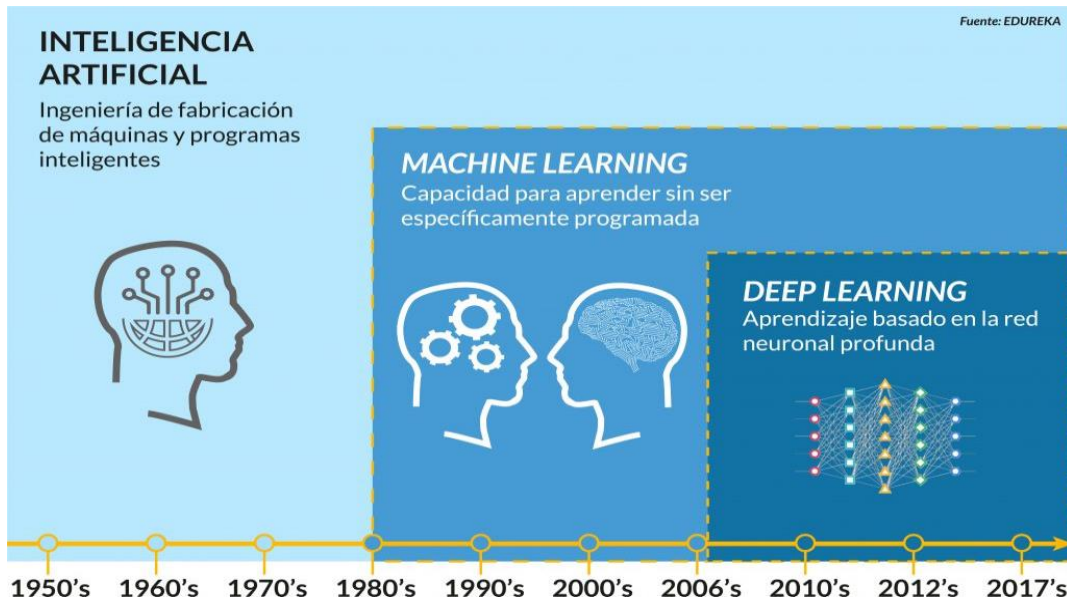 Fuente: EDUREKA
INTELIGENCIA
ARTIFICIAL
Ingeniería de fabricación
de máquinas y programas
inteligentes
MACHINE LEARNING
Capacidad para aprender sin ser
específicamente programada
DEEP LEARNING
Aprendizaje basado en la red
neuronal profunda
1950's 1960's 1970's 1980's 1990's 2000's 2006's 2010's 2012's 2017's